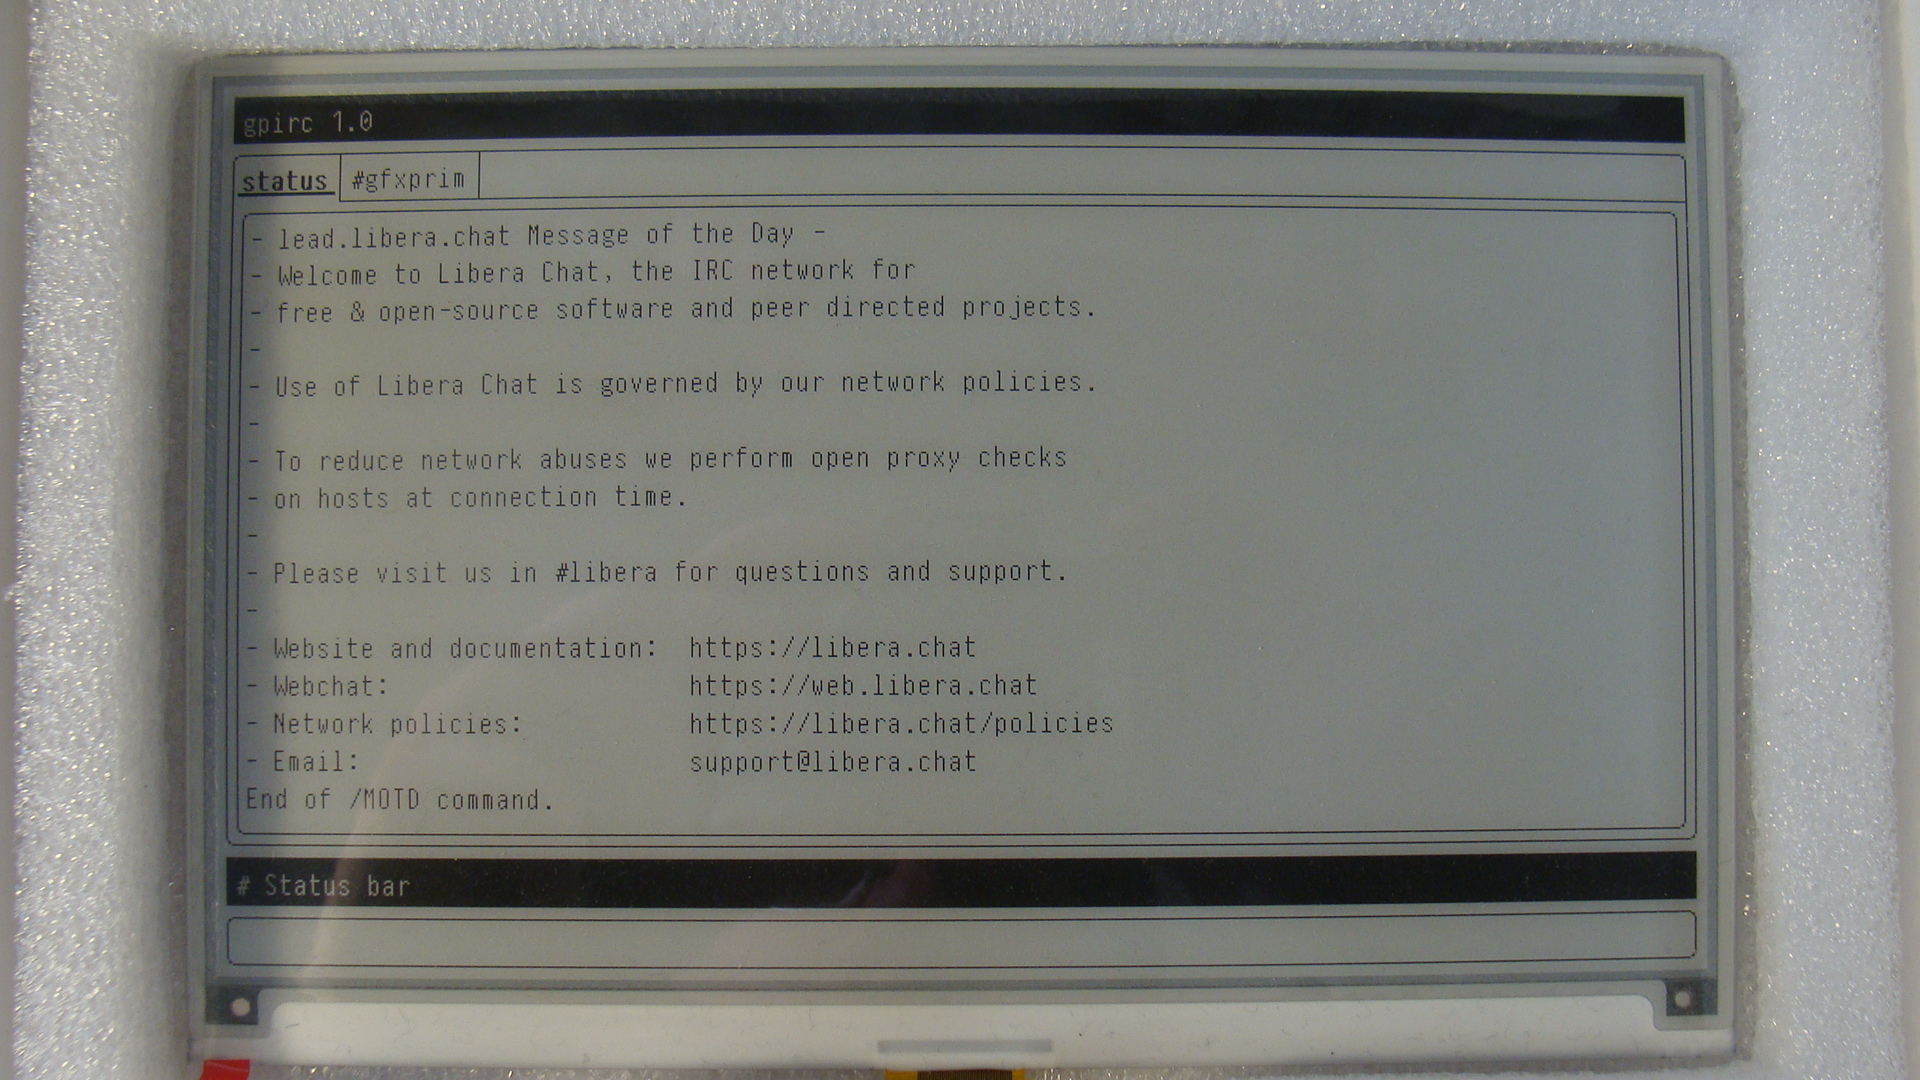 gpirc 1.0
status #gfxprim
- lead.libera.chat Message of the Day -
- Welcome to Libera Chat, the IRC network for
- free & open-source software and peer directed projects.
-
- Use of Libera Chat is governed by our network policies.
-
- To reduce network abuses we perform open proxy checks
- on hosts at connection time.
-
- Please visit us in #libera for questions and support.
-
- Website and documentation: https://libera.chat
- Webchat: https://web.libera.chat
- Network policies: https://libera.chat/policies
- Email: support@libera.chat
End of /MOTD command.
# Status bar